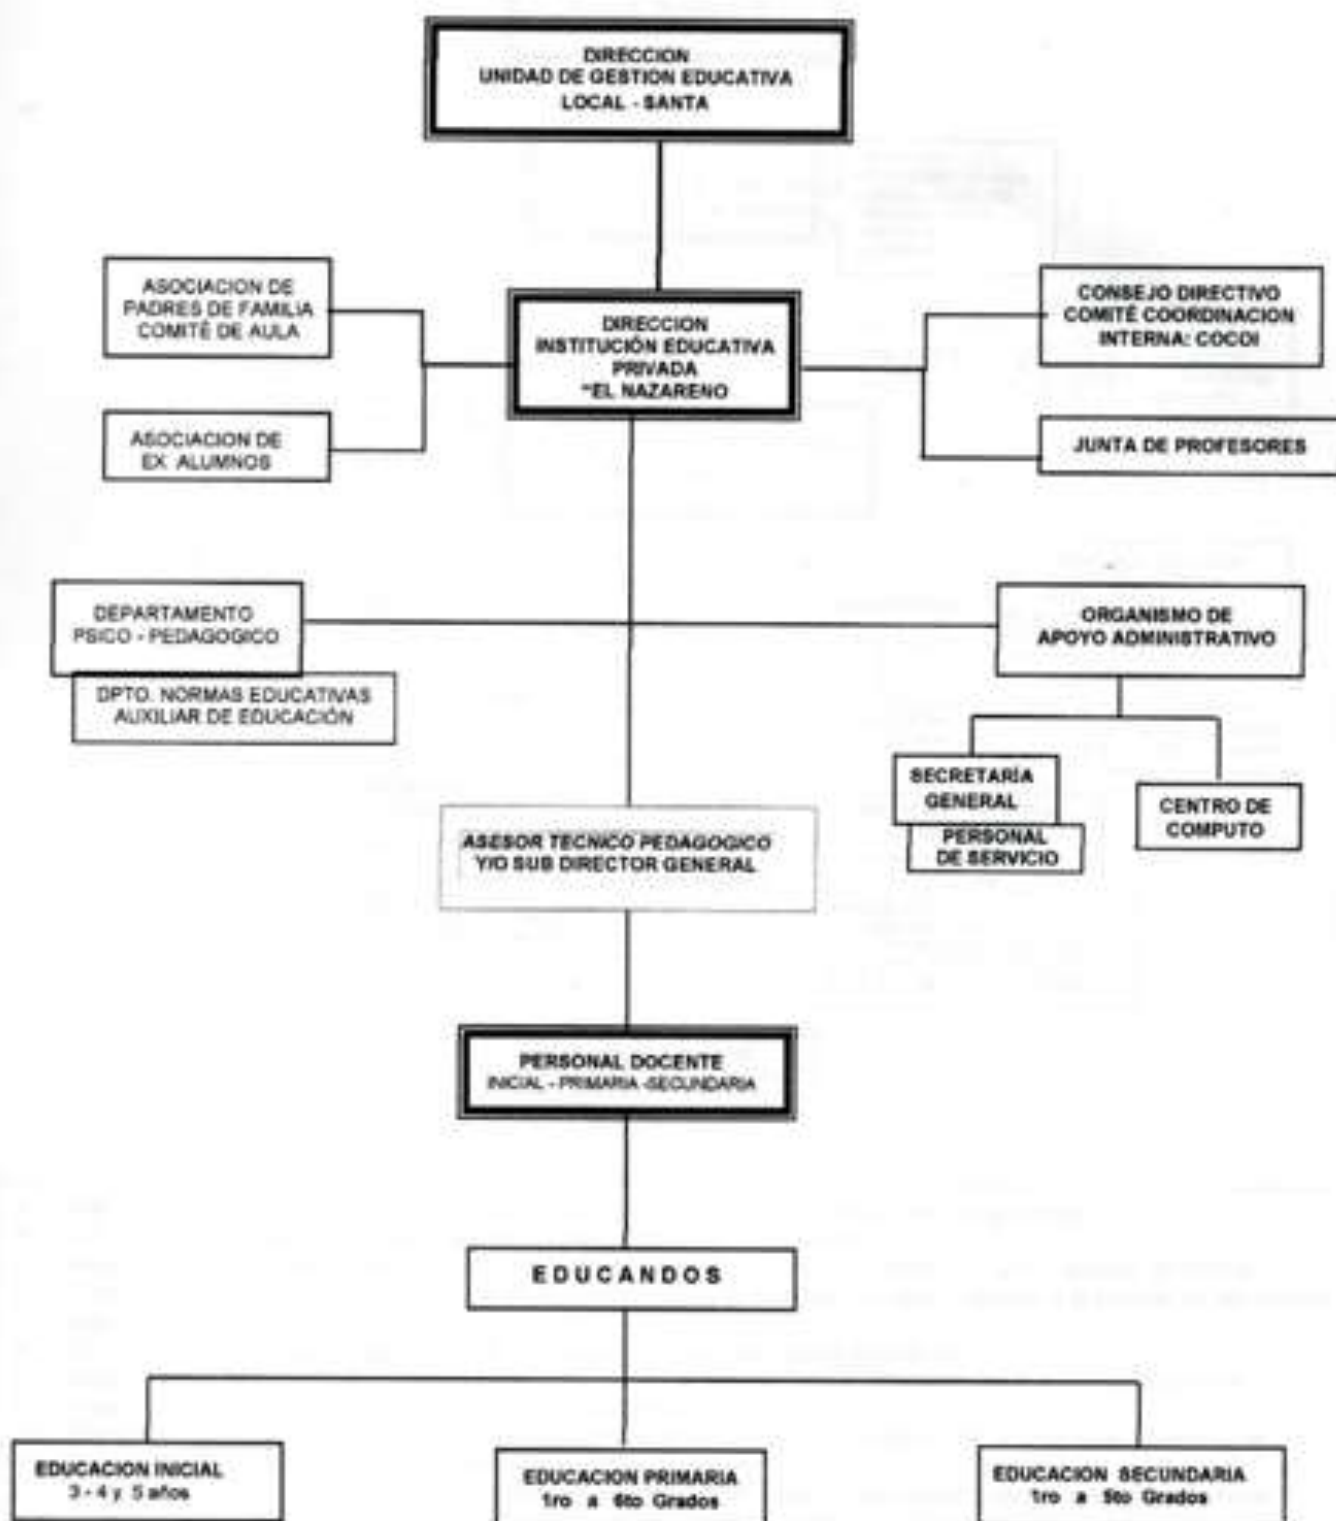 DIRECCION
UNIDAD DE GESTION EDUCATIVA
LOCAL - SANTA
ASOCIACION DE
PADRES DE FAMILIA
COMITÉ DE AULA
DIRECCION
INSTITUCIÓN EDUCATIVA
PRIVADA
"EL NAZARENO
CONSEJO DIRECTIVO
COMITÉ COORDINACION
INTERNA: COCOI
ASOCIACION DE
EX ALUMNOS
JUNTA DE PROFESORES
DEPARTAMENTO
PSICO - PEDAGOGICO
DPTO. NORMAS EDUCATIVAS
AUXILIAR DE EDUCACIÓN
ORGANISMO DE
APOYO ADMINISTRATIVO
SECRETARÍA
GENERAL
PERSONAL
DE SERVICIO
CENTRO DE
COMPUTO
ASESOR TECNICO PEDAGOGICO
Y/O SUB DIRECTOR GENERAL
PERSONAL DOCENTE
INICIAL - PRIMARIA -SECUNDARIA
EDUCANDOS
EDUCACION INICIAL
3 - 4 y 5 años
EDUCACION PRIMARIA
1ro a 6to Grados
EDUCACION SECUNDARIA
1ro a 5to Grados